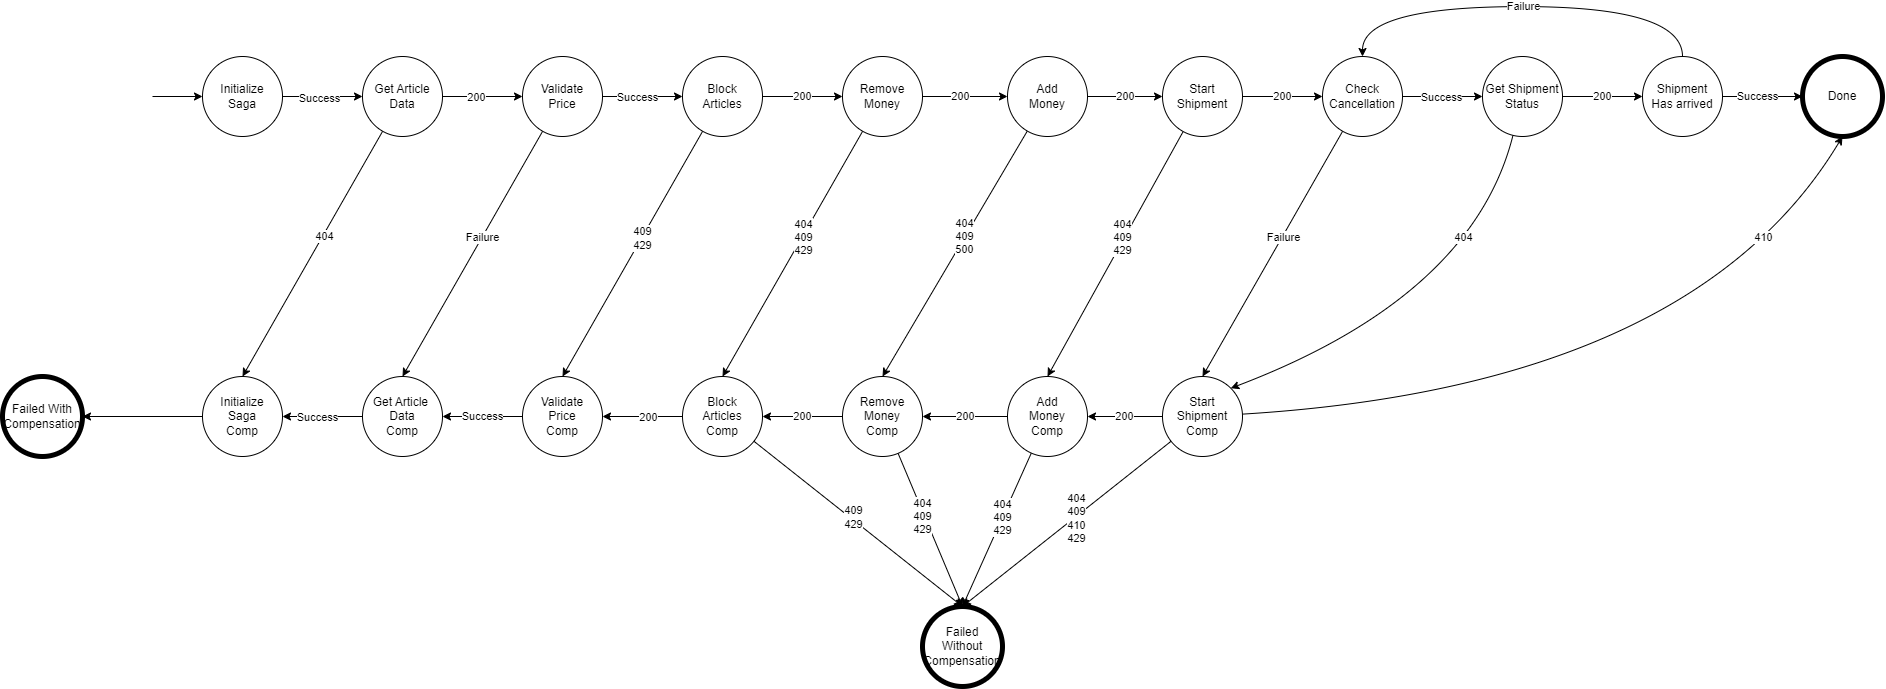 Failure
Initialize
Saga
Success
Get Article
Data
200
Validate
Price
Success
Block
Articles
200
Remove
Money
200
Add
Money
200
Start
Shipment
200
Check
Cancellation
Success
Get Shipment
Status
200
Shipment
Has arrived
Success
Done
404
Failure
409
429
404
409
429
404
409
500
404
409
429
Failure
404
410
Failed With
Compensation
Initialize
Saga
Comp
Success
Get Article
Data
Comp
Success
Validate
Price
Comp
200
Block
Articles
Comp
200
Remove
Money
Comp
200
Add
Money
Comp
200
Start
Shipment
Comp
409
429
404
409
429
404
409
429
404
409
410
429
Failed
Without
Compensation